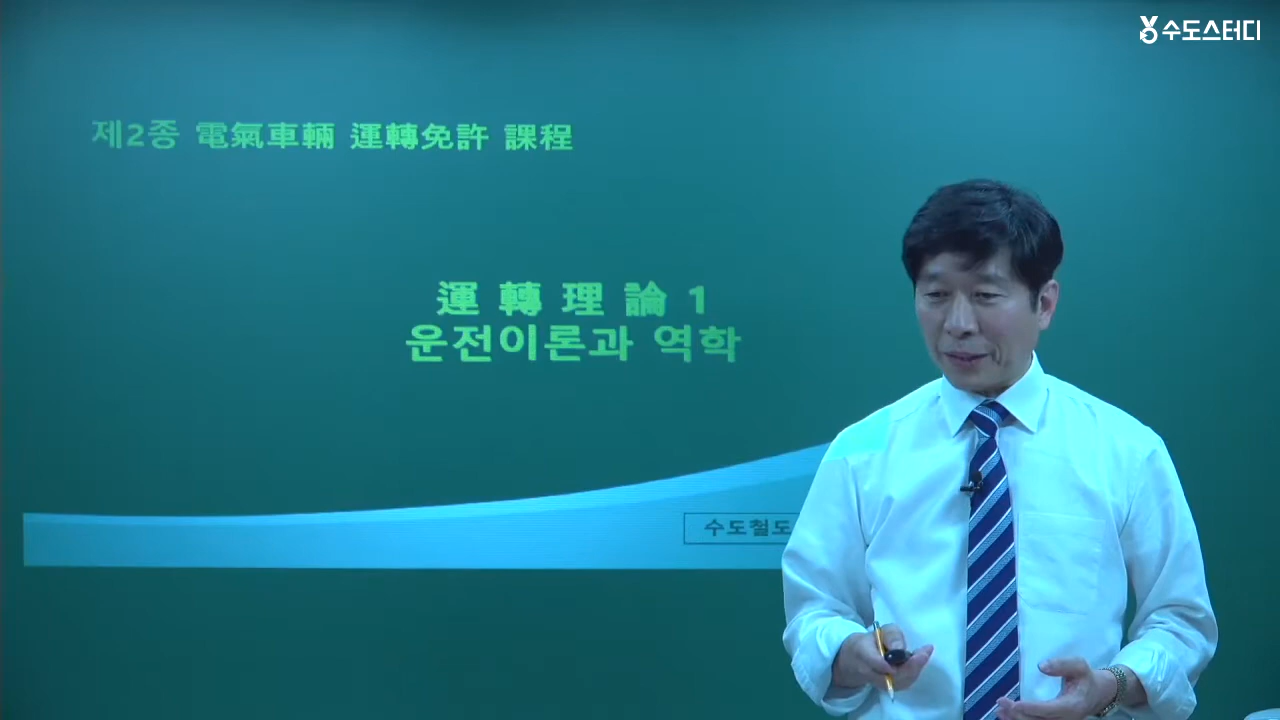 수도스터디
제2종 電氣車輛 運轉免許 課程
運 轉 理 論 1
운전이론과 역학
수도철도